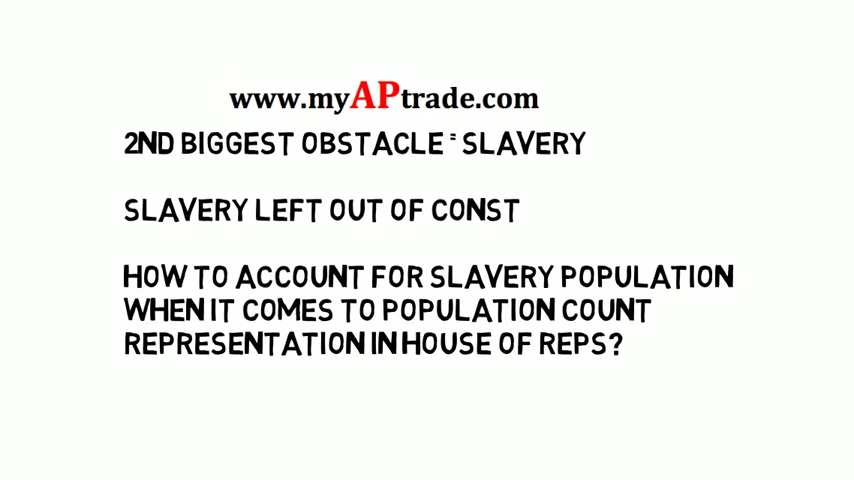 www.myAPtrade.com
2ND BIGGEST OBSTACLE = SLAVERY
SLAVERY LEFT OUT OF CONST
HOW TO ACCOUNT FOR SLAVERY POPULATION
WHEN IT COMES TO POPULATION COUNT
REPRESENTATION IN HOUSE OF REPS?